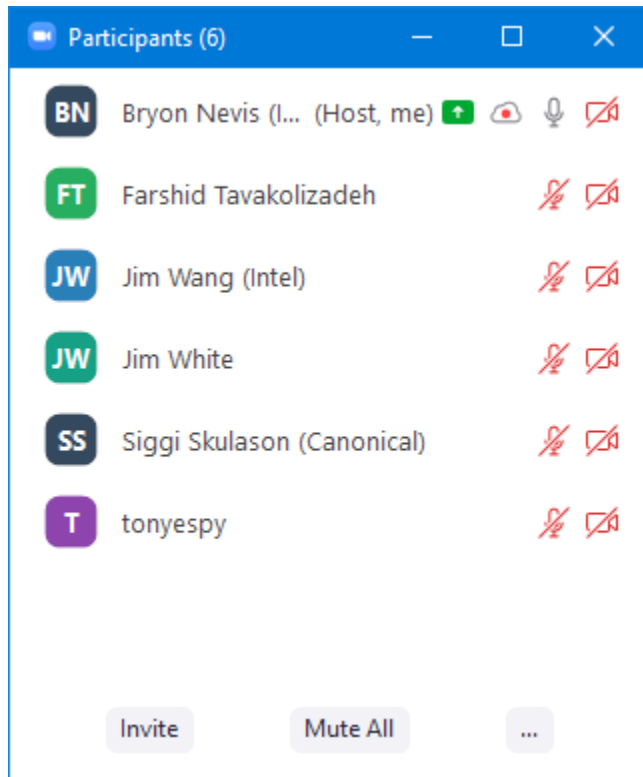 Participants (6)
BN Bryon Nevis (I... (Host, me)
FT Farshid Tavakolizadeh
JW Jim Wang (Intel)
JW Jim White
SS Siggi Skulason (Canonical)
T tonyespy
Invite Mute All ...